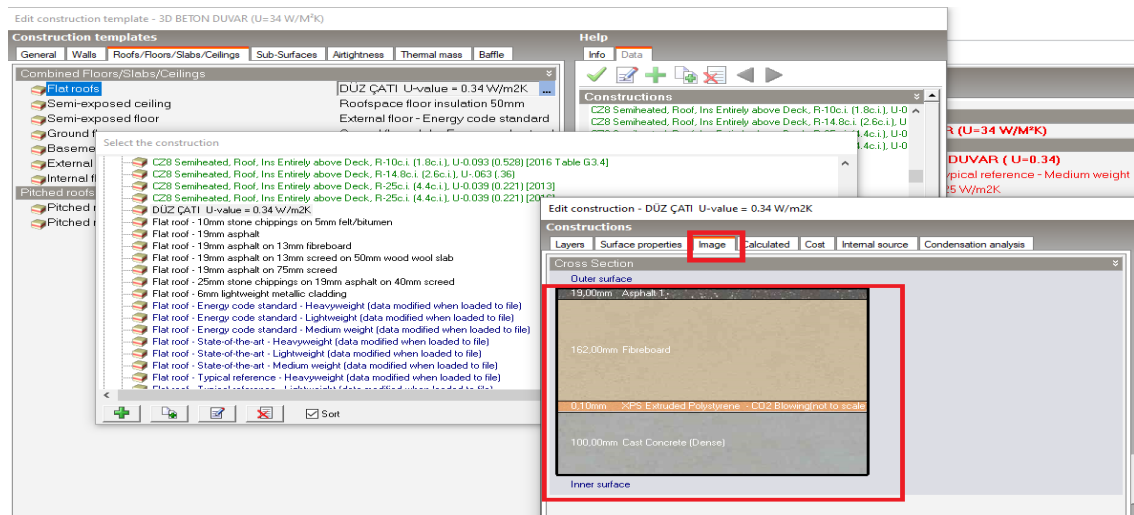 Edit construction template - 3D BETON DUVAR (U=34 W/M²K)
Construction templates
General Walls Roofs/Floors/Slabs/Ceilings Sub-Surfaces Airtightness Thermal mass Baffle
Combined Floors/Slabs/Ceilings
Flat roofs DÜZ ÇATI U-value = 0.34 W/m2K ...
Semi-exposed ceiling Roofspace floor insulation 50mm
Semi-exposed floor External floor - Energy code standard
Ground f
Baseme
External
Internal fl
Pitched roofs
Pitched r
Pitched r
Help
Info Data
Constructions
CZ8 Semiheated, Roof, Ins Entirely above Deck, R-10c.i. (1.8c.i.), U-0
CZ8 Semiheated, Roof, Ins Entirely above Deck, R-14.8c.i. (2.6c.i.), U
4.4c.i.), U-0
4.4c.i.), U-0
R (U=34 W/M²K)
DUVAR ( U=0.34)
ypical reference - Medium weight
25 W/m2K
Select the construction
CZ8 Semiheated, Roof, Ins Entirely above Deck, R-10c.i. (1.8c.i.), U-0.093 (0.528) [2016 Table G3.4]
CZ8 Semiheated, Roof, Ins Entirely above Deck, R-14.8c.i. (2.6c.i.), U-.063 (.36)
CZ8 Semiheated, Roof, Ins Entirely above Deck, R-25c.i. (4.4c.i.), U-0.039 (0.221) [2013]
CZ8 Semiheated, Roof, Ins Entirely above Deck, R-25c.i. (4.4c.i.), U-0.039 (0.221) [2016]
DÜZ ÇATI U-value = 0.34 W/m2K
Flat roof - 10mm stone chippings on 5mm felt/bitumen
Flat roof - 19mm asphalt
Flat roof - 19mm asphalt on 13mm fibreboard
Flat roof - 19mm asphalt on 13mm screed on 50mm wood wool slab
Flat roof - 19mm asphalt on 75mm screed
Flat roof - 25mm stone chippings on 19mm asphalt on 40mm screed
Flat roof - 6mm lightweight metallic cladding
Flat roof - Energy code standard - Heavyweight (data modified when loaded to file)
Flat roof - Energy code standard - Lightweight (data modified when loaded to file)
Flat roof - Energy code standard - Medium weight (data modified when loaded to file)
Flat roof - State-of-the-art - Heavyweight (data modified when loaded to file)
Flat roof - State-of-the-art - Lightweight (data modified when loaded to file)
Flat roof - State-of-the-art - Medium weight (data modified when loaded to file)
Flat roof - Typical reference - Heavyweight (data modified when loaded to file)
Sort
Edit construction - DÜZ ÇATI U-value = 0.34 W/m2K
Constructions
Layers Surface properties Image Calculated Cost Internal source Condensation analysis
Cross Section
Outer surface
19,00mm Asphalt 1
162,00mm Fibreboard
0,10mm XPS Extruded Polystyrene - CO2 Blowing(not to scale
100,00mm Cast Concrete (Dense)
Inner surface